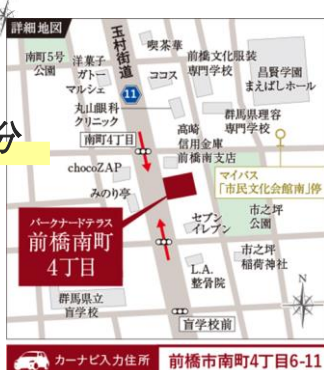 詳細地図
分
南町5号
公園
洋菓子
ガトー
マルシェ
玉村街道
喫茶華
ココス
前橋文化服装
専門学校
昌賢学園
まえばしホール
11
丸山眼科
クリニック
群馬県理容
専門学校
南町4丁目
高崎
信用金庫
前橋南支店
chocoZAP
みのり亭
マイバス
「市民文化会館南」停
パークナードテラス
前橋南町
4丁目
セブン
イレブン
市之坪
公園
市之坪
稲荷神社
L.A.
整骨院
群馬県立
盲学校
盲学校前
N
カーナビ入力住所
前橋市南町4丁目6-11